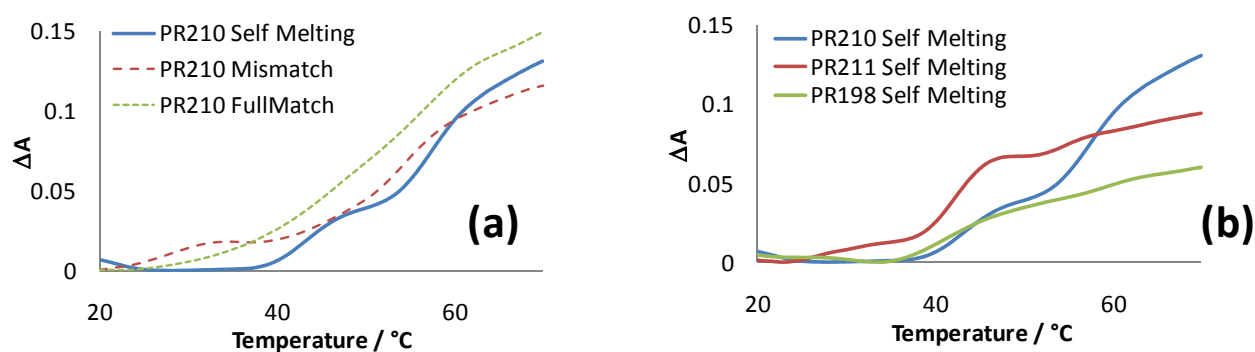 0.15
PR210 Self Melting
PR210 Mismatch
PR210 FullMatch
0.1
ΔA
0.05
0
20
40
60
Temperature / °C
(a)
0.15
PR210 Self Melting
PR211 Self Melting
PR198 Self Melting
0.1
ΔA
0.05
0
20
40
60
Temperature / °C
(b)